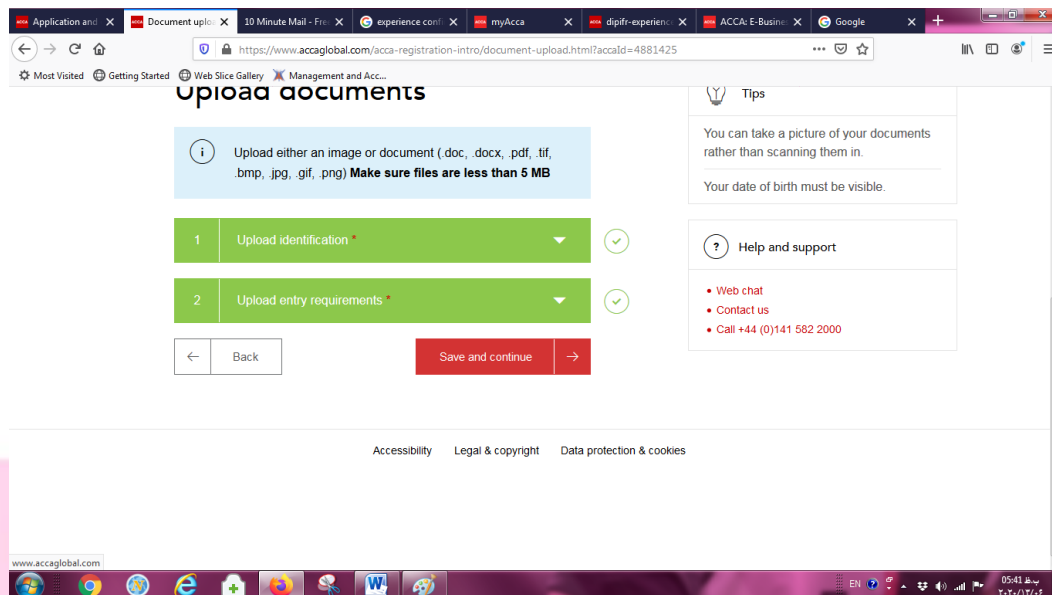 Application and
Document uploa
10 Minute Mail - Free
experience confi
myAcca
dipifr-experience
ACCA: E-Busines
Google
https://www.accaglobal.com/acca-registration-intro/document-upload.html?accaId=4881425
Most Visited
Getting Started
Web Slice Gallery
Management and Acc...
Upload documents
Upload either an image or document (.doc, .docx, .pdf, .tif,
.bmp, .jpg, .gif, .png) Make sure files are less than 5 MB
1 Upload identification *
2 Upload entry requirements *
Back
Save and continue
Tips
You can take a picture of your documents
rather than scanning them in.
Your date of birth must be visible.
Help and support
Web chat
Contact us
Call +44 (0)141 582 2000
Accessibility Legal & copyright Data protection & cookies
www.accaglobal.com
EN
05:41 ب.ظ